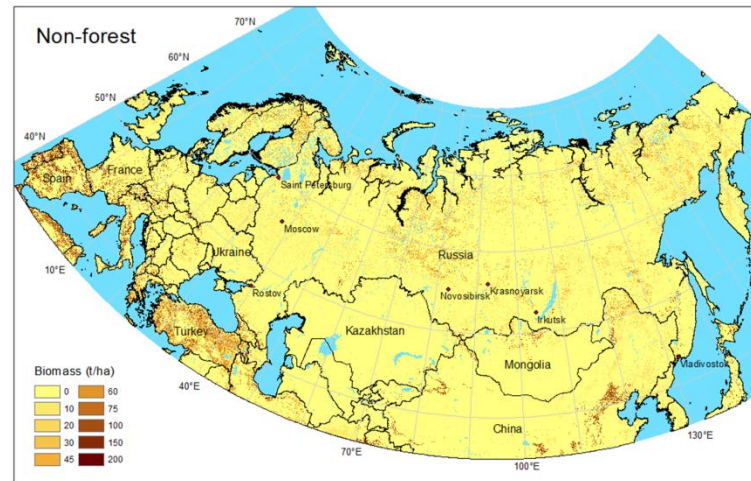 Non-forest
70°N
60°N
50°N
40°N
Spain
France
Saint Petersburg
Moscow
Ukraine
Russia
Rostov
Novosibirsk
Krasnoyarsk
Irkutsk
10°E
Turkey
Kazakhstan
Mongolia
Vladivostok
China
40°E
70°E
100°E
130°E
Biomass (t/ha)
0 60
10 75
20 100
30 150
45 200